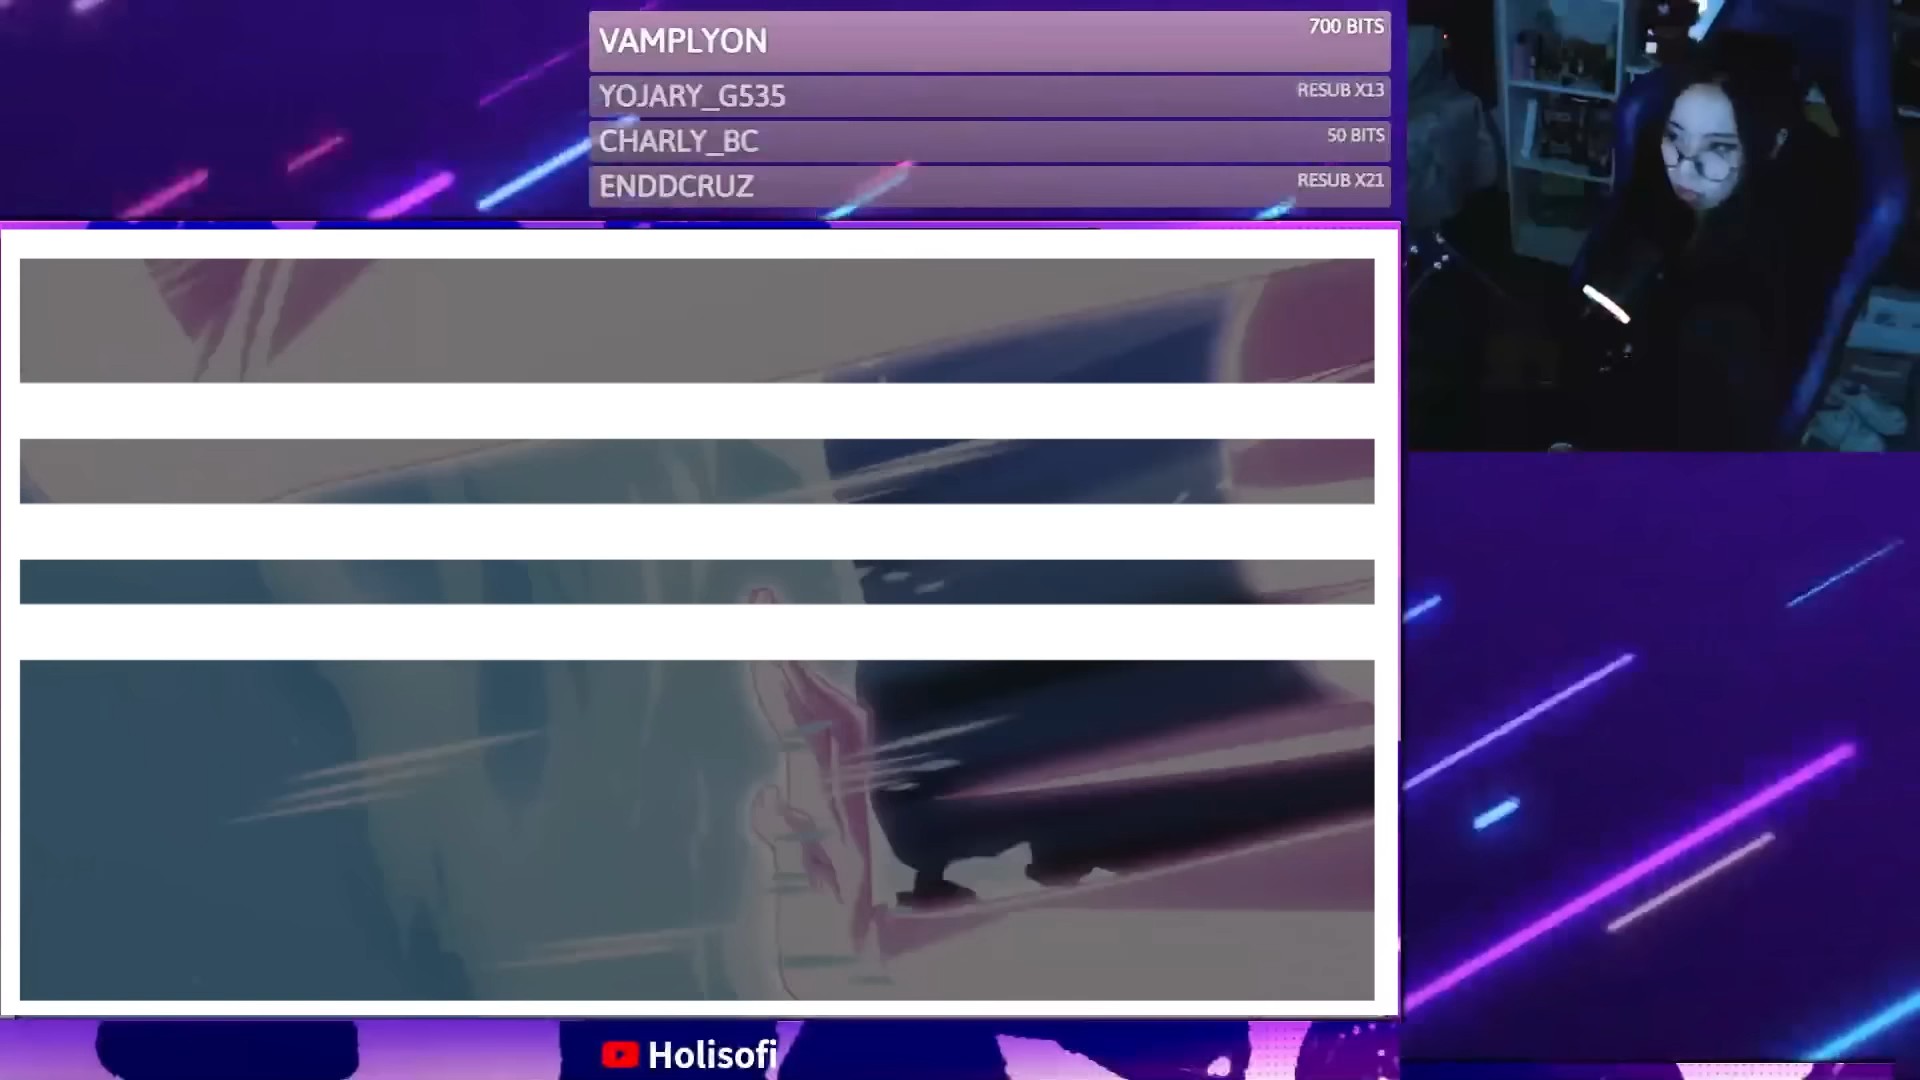 VAMPLYON 700 BITS
YOJARY_G535 RESUB X13
CHARLY_BC 50 BITS
ENDDCRUZ RESUB X21
Holisofi